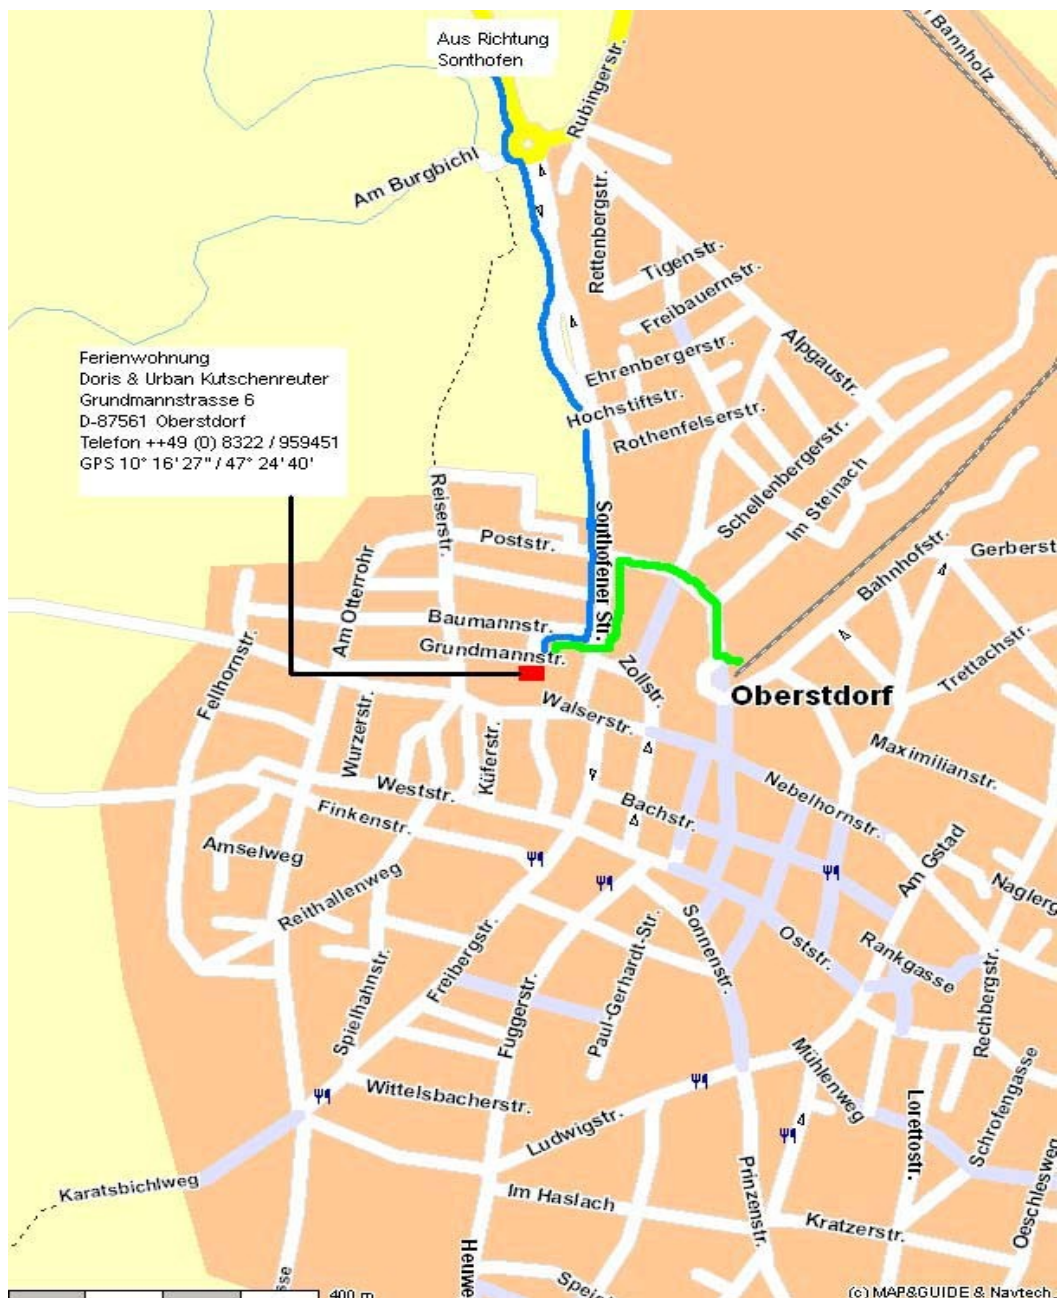 Aus Richtung
Sonthofen
Bannholz
Rubingerstr.
Am Burgbichl
Rettenbergstr.
Tigenstr.
Freibauernstr.
Alpgaustr.
Ehrenbergerstr.
Hochstiftstr.
Rothenfelserstr.
Ferienwohnung
Doris & Urban Kutschenreuter
Grundmannstrasse 6
D-87561 Oberstdorf
Telefon ++49 (0) 8322 / 959451
GPS 10° 16' 27" / 47° 24' 40'
Schellenbergerstr.
Im Steinach
Reiserstr.
Poststr.
Sonthofener Str.
Bahnhofstr.
Gerberst
Am Otterrohr
Baumannstr.
Grundmannstr.
Zollstr.
Trettachstr.
Fellhornstr.
Oberstdorf
Walserstr.
Wurzerstr.
Küferstr.
Maximilianstr.
Weststr.
Nebelhornstr.
Finkenstr.
Bachstr.
Amselweg
Am Gstad
Naglerg
Reithallenweg
Sonnenstr.
Oststr.
Rankgasse
Freibergstr.
Spielhahnstr.
Fuggerstr.
Paul-Gerhardt-Str.
Rechbergstr.
Wittelsbacherstr.
Mühlenweg
Lorettostr.
Schrofengasse
Ludwigstr.
Karatsbichlweg
Im Haslach
Prinzenstr.
Kratzerstr.
Oeschlesweg
Heuwe
sse
Speic
400 m
(c) MAP&GUIDE & Navtech